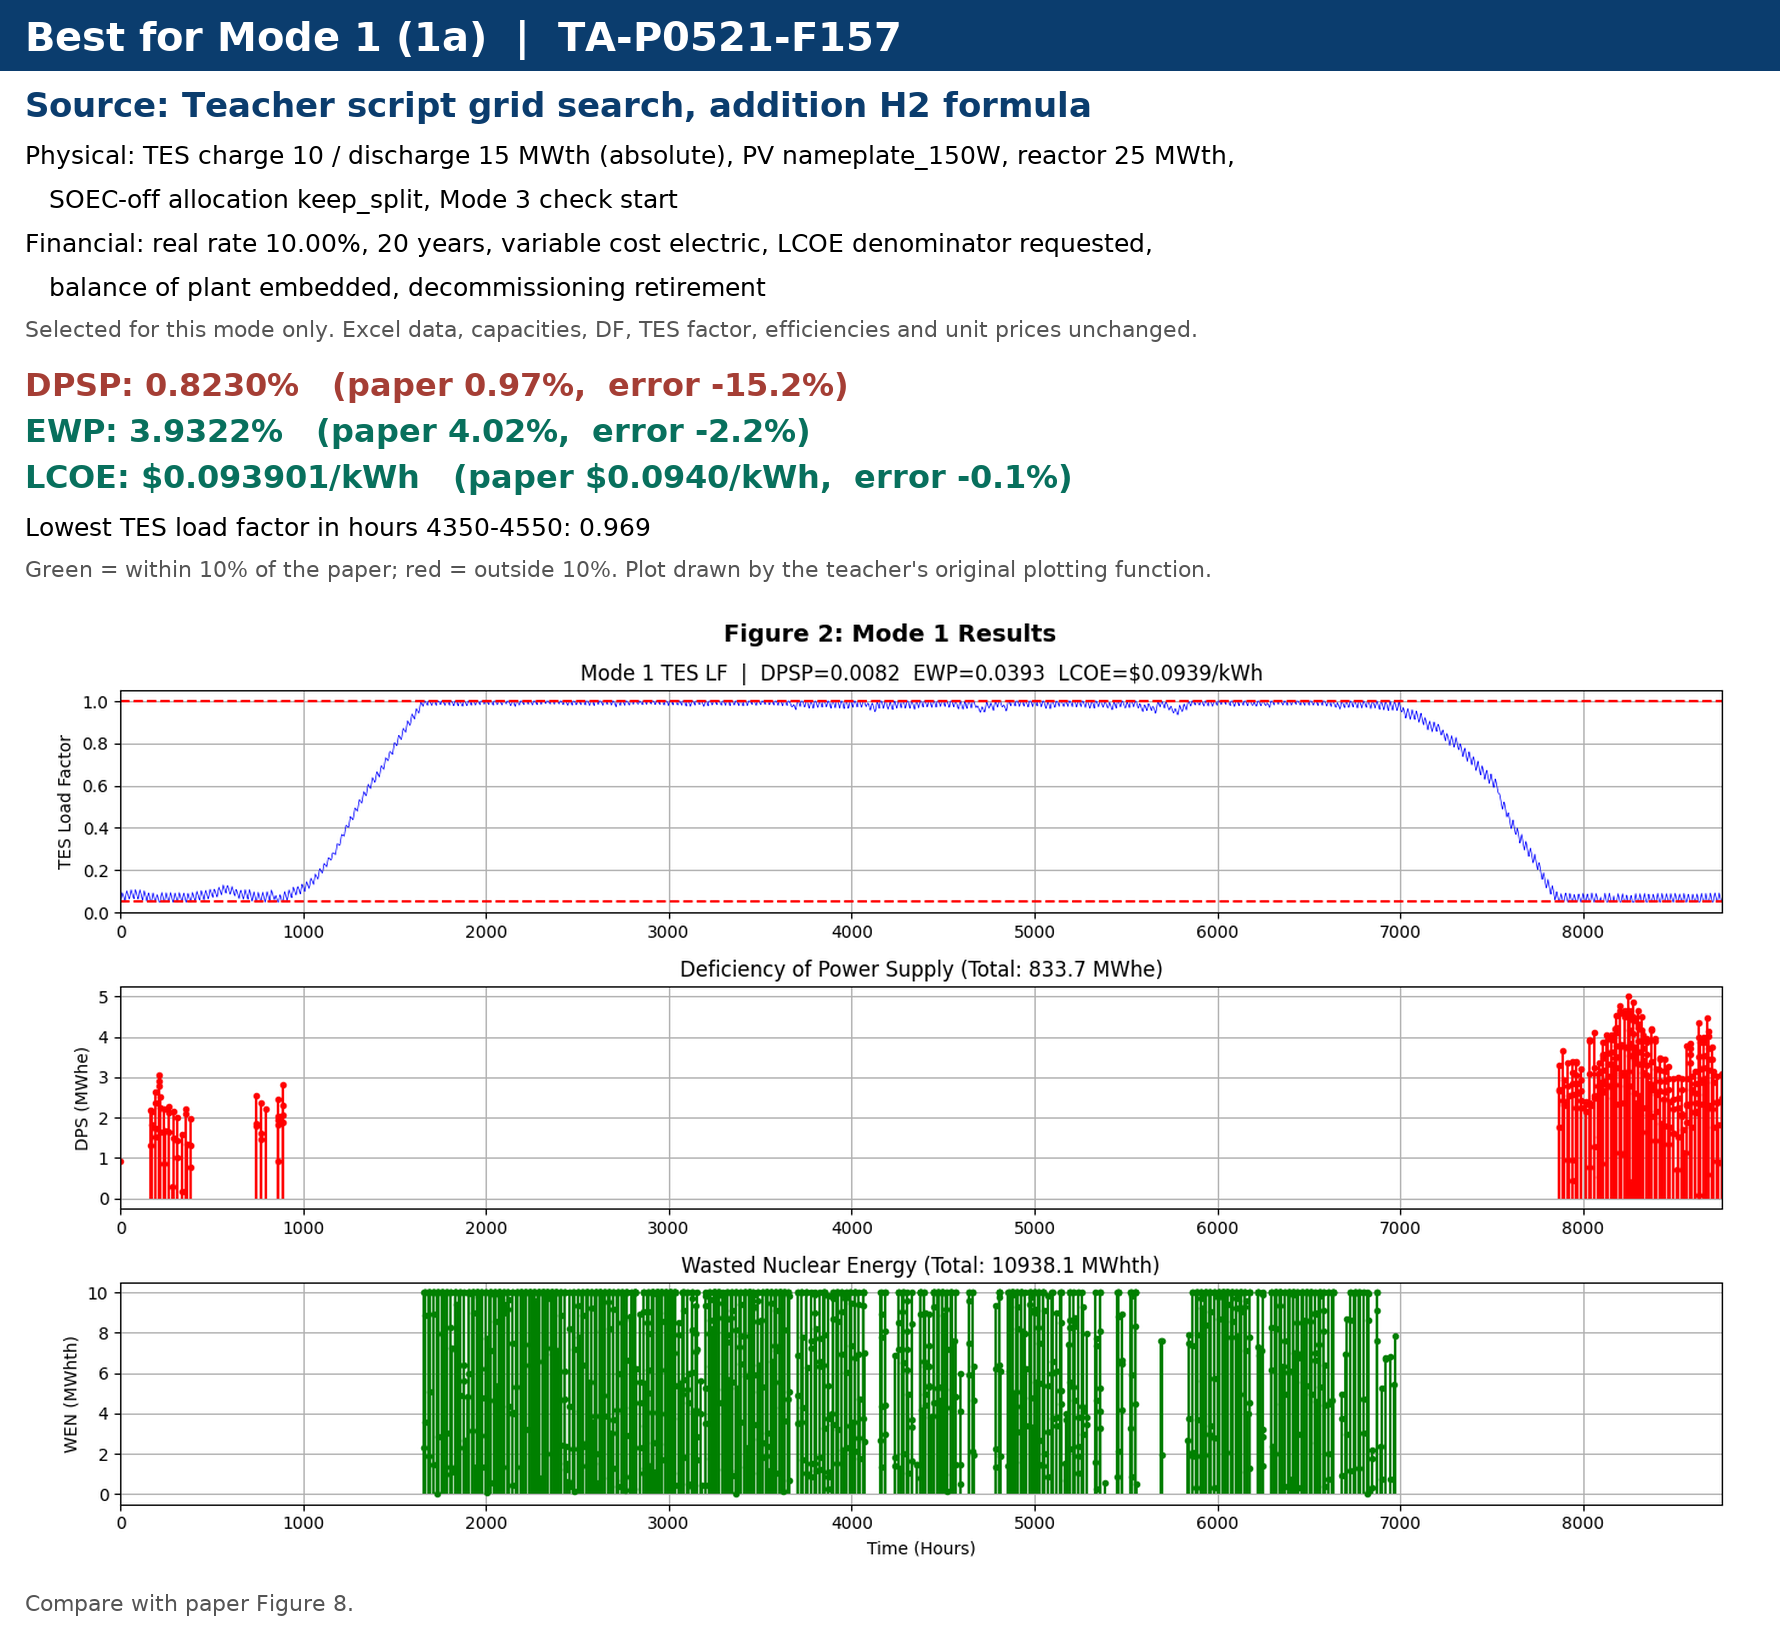 Best for Mode 1 (1a)  |  TA-P0521-F157
Source: Teacher script grid search, addition H2 formula
Physical: TES charge 10 / discharge 15 MWth (absolute), PV nameplate_150W, reactor 25 MWth,
SOEC-off allocation keep_split, Mode 3 check start
Financial: real rate 10.00%, 20 years, variable cost electric, LCOE denominator requested,
balance of plant embedded, decommissioning retirement
Selected for this mode only. Excel data, capacities, DF, TES factor, efficiencies and unit prices unchanged.
DPSP: 0.8230%   (paper 0.97%,  error -15.2%)
EWP: 3.9322%   (paper 4.02%,  error -2.2%)
LCOE: $0.093901/kWh   (paper $0.0940/kWh,  error -0.1%)
Lowest TES load factor in hours 4350-4550: 0.969
Green = within 10% of the paper; red = outside 10%. Plot drawn by the teacher's original plotting function.
Figure 2: Mode 1 Results
Mode 1 TES LF  |  DPSP=0.0082  EWP=0.0393  LCOE=$0.0939/kWh
TES Load Factor
1.0
0.8
0.6
0.4
0.2
0.0
0 1000 2000 3000 4000 5000 6000 7000 8000
Deficiency of Power Supply (Total: 833.7 MWhe)
DPS (MWhe)
5
4
3
2
1
0
0 1000 2000 3000 4000 5000 6000 7000 8000
Wasted Nuclear Energy (Total: 10938.1 MWhth)
WEN (MWhth)
10
8
6
4
2
0
0 1000 2000 3000 4000 5000 6000 7000 8000
Time (Hours)
Compare with paper Figure 8.